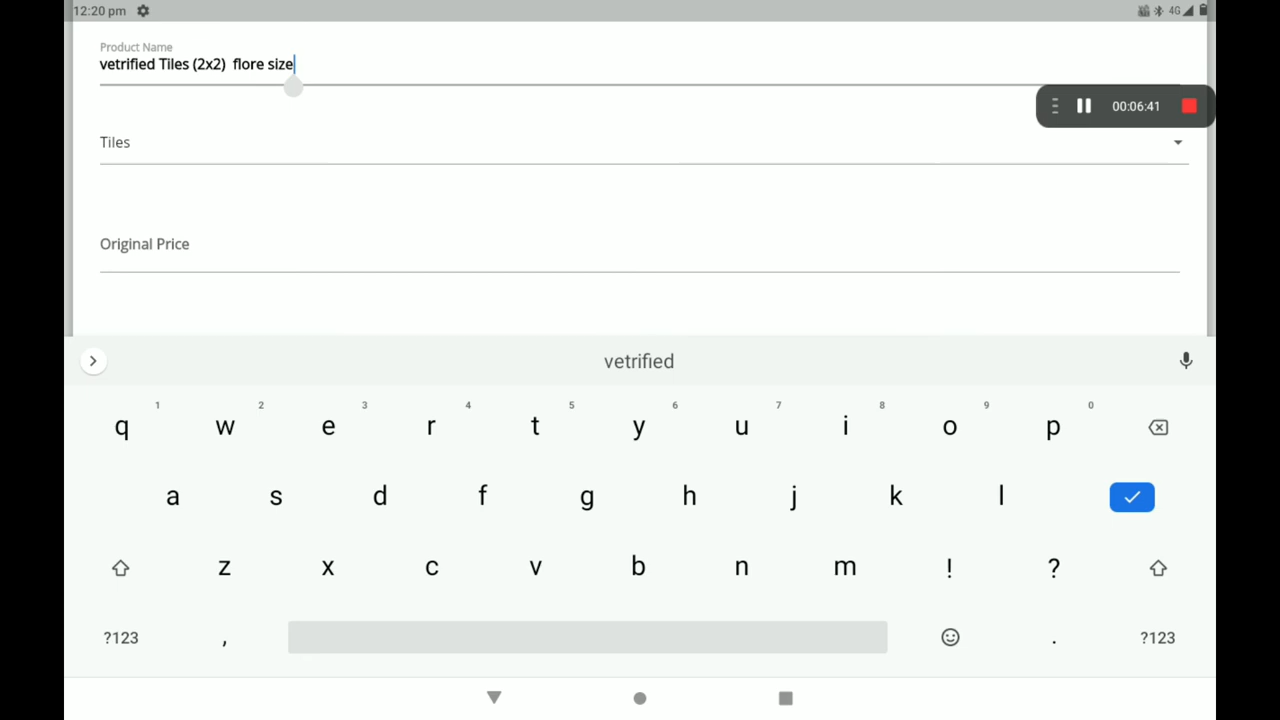 12:20 pm 4G
Product Name
vetrified Tiles (2x2)  flore size
00:06:41
Tiles
Original Price
vetrified
1 2 3 4 5 6 7 8 9 0
q w e r t y u i o p
a s d f g h j k l
z x c v b n m ! ?
?123 , . ?123